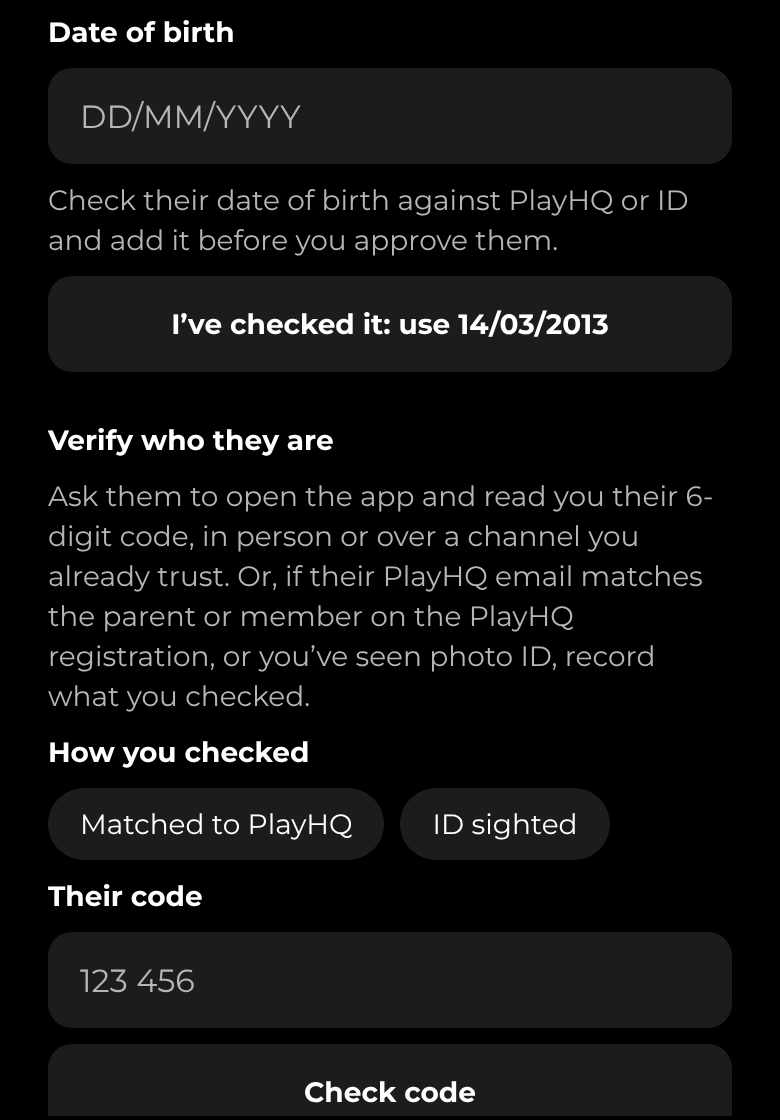 Date of birth
DD/MM/YYYY
Check their date of birth against PlayHQ or ID
and add it before you approve them.
I’ve checked it: use 14/03/2013
Verify who they are
Ask them to open the app and read you their 6-
digit code, in person or over a channel you
already trust. Or, if their PlayHQ email matches
the parent or member on the PlayHQ
registration, or you’ve seen photo ID, record
what you checked.
How you checked
Matched to PlayHQ
ID sighted
Their code
123 456
Check code